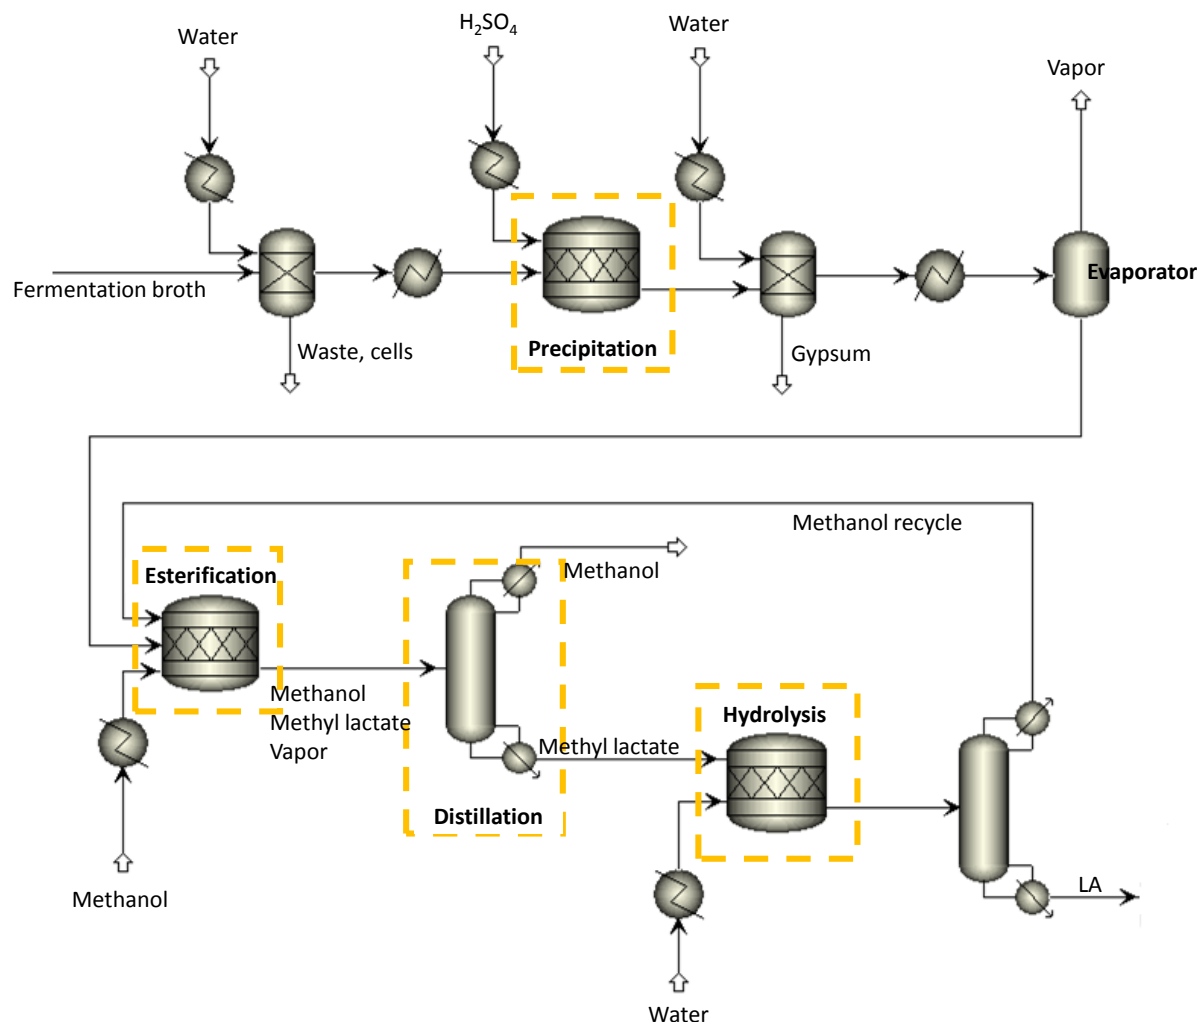 Water
H₂SO₄
Water
Vapor
Fermentation broth
Evaporator
Waste, cells
Precipitation
Gypsum
Methanol recycle
Esterification
Methanol
Methanol
Methyl lactate
Vapor
Hydrolysis
Methyl lactate
Distillation
Methanol
LA
Water